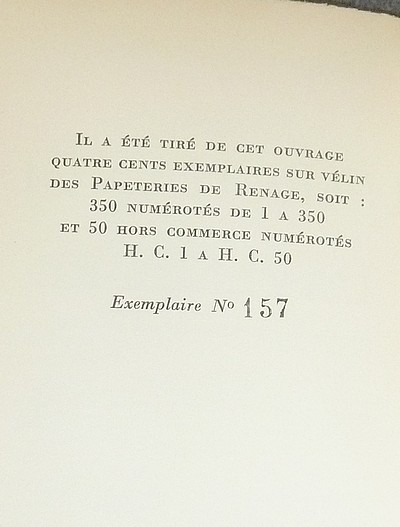 Il a été tiré de cet ouvrage
quatre cents exemplaires sur vélin
des Papeteries de Renage, soit :
350 numérotés de 1 a 350
et 50 hors commerce numérotés
H. C. 1 a H. C. 50
Exemplaire No 157